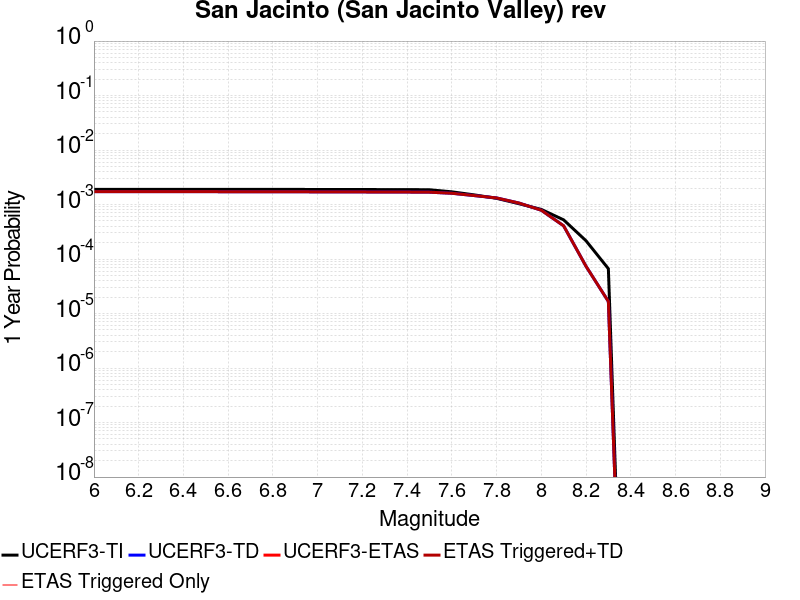 San Jacinto (San Jacinto Valley) rev
10^0
10^-1
10^-2
10^-3
10^-4
10^-5
10^-6
10^-7
10^-8
1 Year Probability
6 6.2 6.4 6.6 6.8 7 7.2 7.4 7.6 7.8 8 8.2 8.4 8.6 8.8 9
Magnitude
UCERF3-TI UCERF3-TD UCERF3-ETAS ETAS Triggered+TD
ETAS Triggered Only